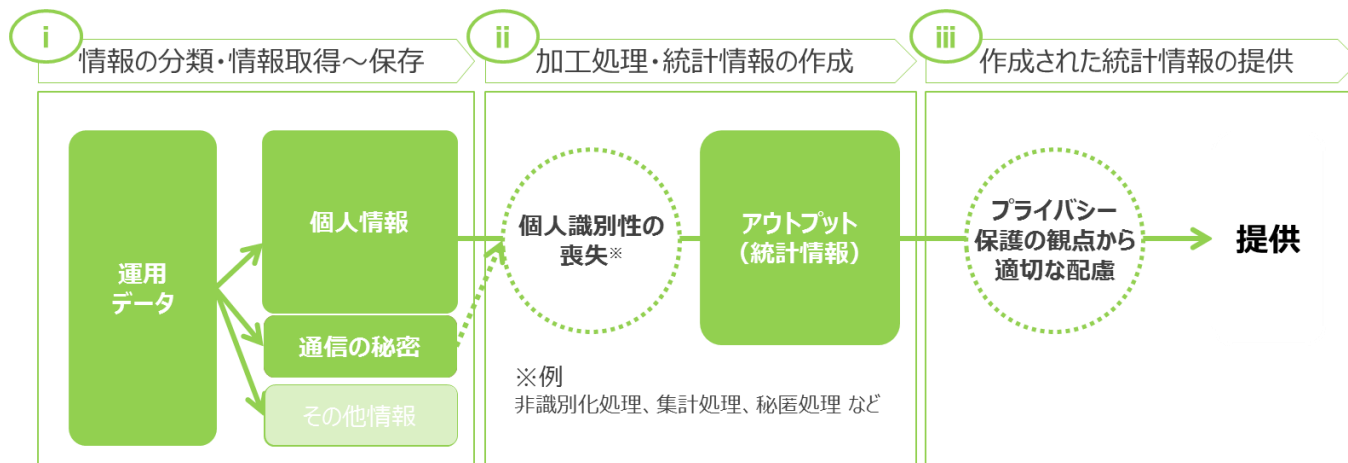 i
情報の分類・情報取得~保存
ii
加工処理・統計情報の作成
iii
作成された統計情報の提供
運用
データ
個人情報
通信の秘密
その他情報
個人識別性の
喪失※
アウトプット
(統計情報)
※例
非識別化処理、集計処理、秘匿処理 など
プライバシー
保護の観点から
適切な配慮
提供